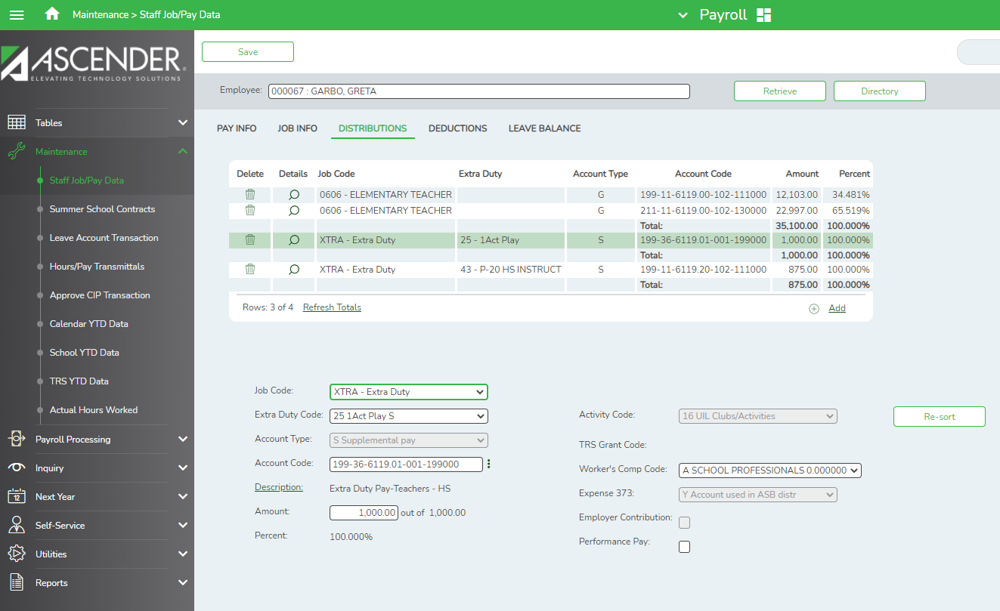 Maintenance > Staff Job/Pay Data
Payroll
ASCENDER
ELEVATING TECHNOLOGY SOLUTIONS
Tables
Maintenance
Staff Job/Pay Data
Summer School Contracts
Leave Account Transaction
Hours/Pay Transmittals
Approve CIP Transaction
Calendar YTD Data
School YTD Data
TRS YTD Data
Actual Hours Worked
Payroll Processing
Inquiry
12
Next Year
Self-Service
Utilities
Reports
Save
Employee: 000067 : GARBO, GRETA Retrieve Directory
PAY INFO JOB INFO DISTRIBUTIONS DEDUCTIONS LEAVE BALANCE
Delete Details Job Code Extra Duty Account Type Account Code Amount Percent
0606 - ELEMENTARY TEACHER G 199-11-6119.00-102-111000 12,103.00 34.481%
0606 - ELEMENTARY TEACHER G 211-11-6119.00-102-130000 22,997.00 65.519%
Total: 35,100.00 100.000%
XTRA - Extra Duty 25 - 1Act Play S 199-36-6119.01-001-199000 1,000.00 100.000%
Total: 1,000.00 100.000%
XTRA - Extra Duty 43 - P-20 HS INSTRUCT S 199-11-6119.20-102-111000 875.00 100.000%
Total: 875.00 100.000%
Rows: 3 of 4 Refresh Totals Add
Job Code: XTRA - Extra Duty
Extra Duty Code: 25 1Act Play S
Account Type: S Supplemental pay
Account Code: 199-36-6119.01-001-199000
Description: Extra Duty Pay-Teachers - HS
Amount: 1,000.00 out of 1,000.00
Percent: 100.000%
Activity Code: 16 UIL Clubs/Activities
TRS Grant Code:
Worker's Comp Code: A SCHOOL PROFESSIONALS 0.000000
Expense 373: Y Account used in ASB distr
Employer Contribution:
Performance Pay:
Re-sort